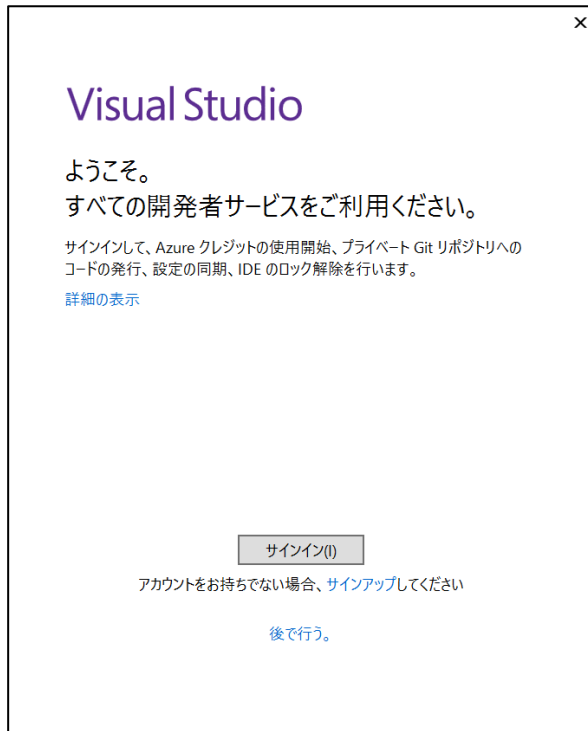 Visual Studio
ようこそ。
すべての開発者サービスをご利用ください。
サインインして、Azure クレジットの使用開始、プライベート Git リポジトリへの
コードの発行、設定の同期、IDE のロック解除を行います。
詳細の表示
サインイン(I)
アカウントをお持ちでない場合、サインアップしてください
後で行う。